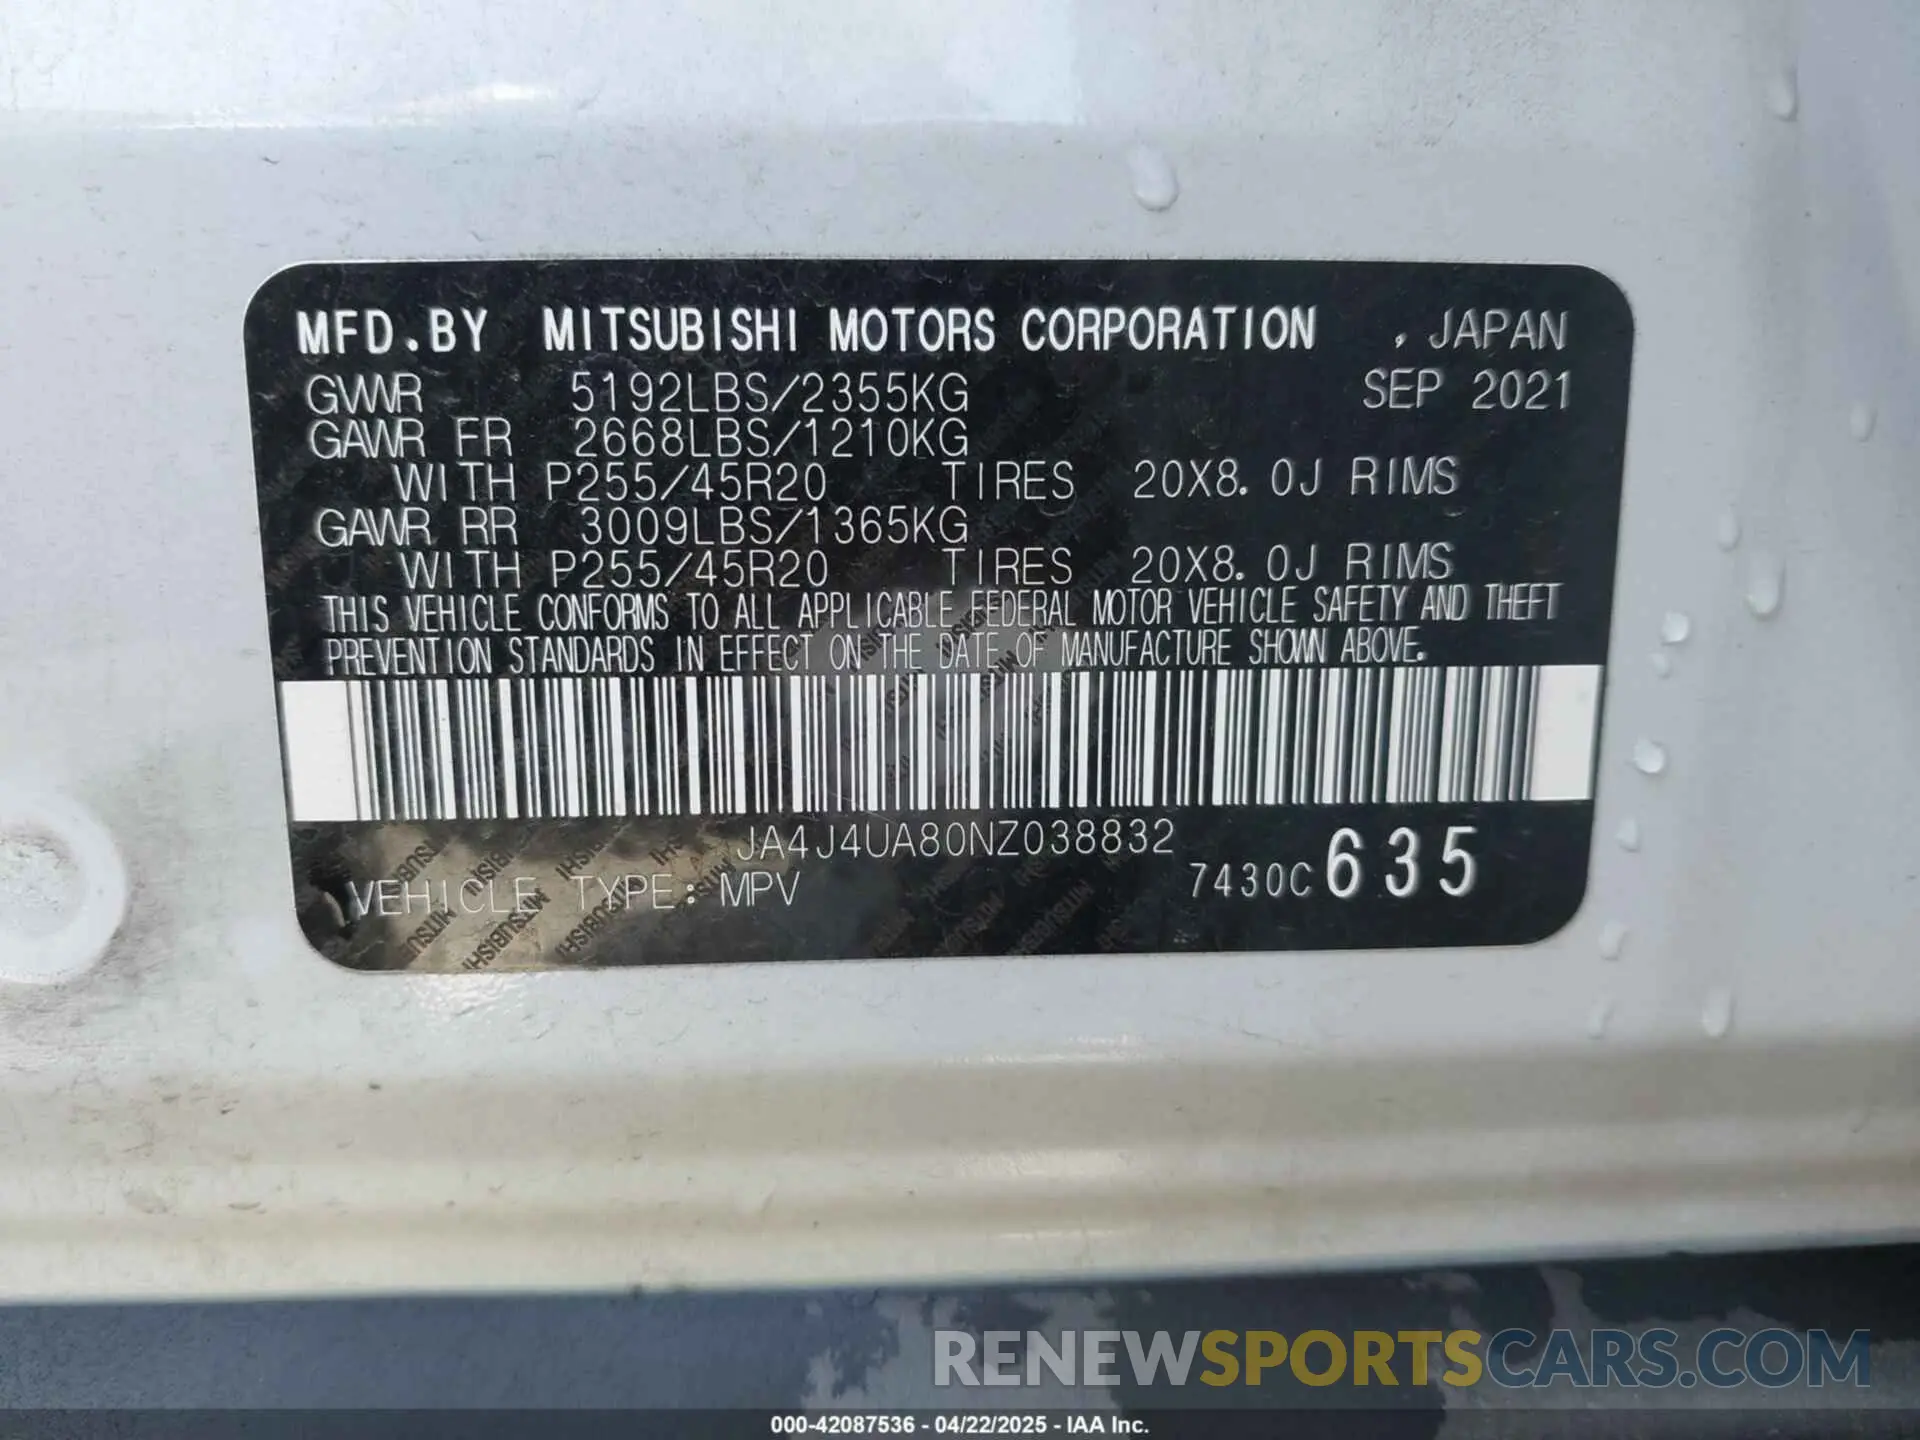 MFD.BY MITSUBISHI MOTORS CORPORATION , JAPAN
GVWR 5192LBS/2355KG SEP 2021
GAWR FR 2668LBS/1210KG
WITH P255/45R20 TIRES 20X8.0J RIMS
GAWR RR 3009LBS/1365KG
WITH P255/45R20 TIRES 20X8.0J RIMS
THIS VEHICLE CONFORMS TO ALL APPLICABLE FEDERAL MOTOR VEHICLE SAFETY AND THEFT
PREVENTION STANDARDS IN EFFECT ON THE DATE OF MANUFACTURE SHOWN ABOVE.
JA4J4UA80NZ038832
VEHICLE TYPE: MPV 7430C 635
RENEWSPORTSCARS.COM
000-42087536 - 04/22/2025 - IAA Inc.